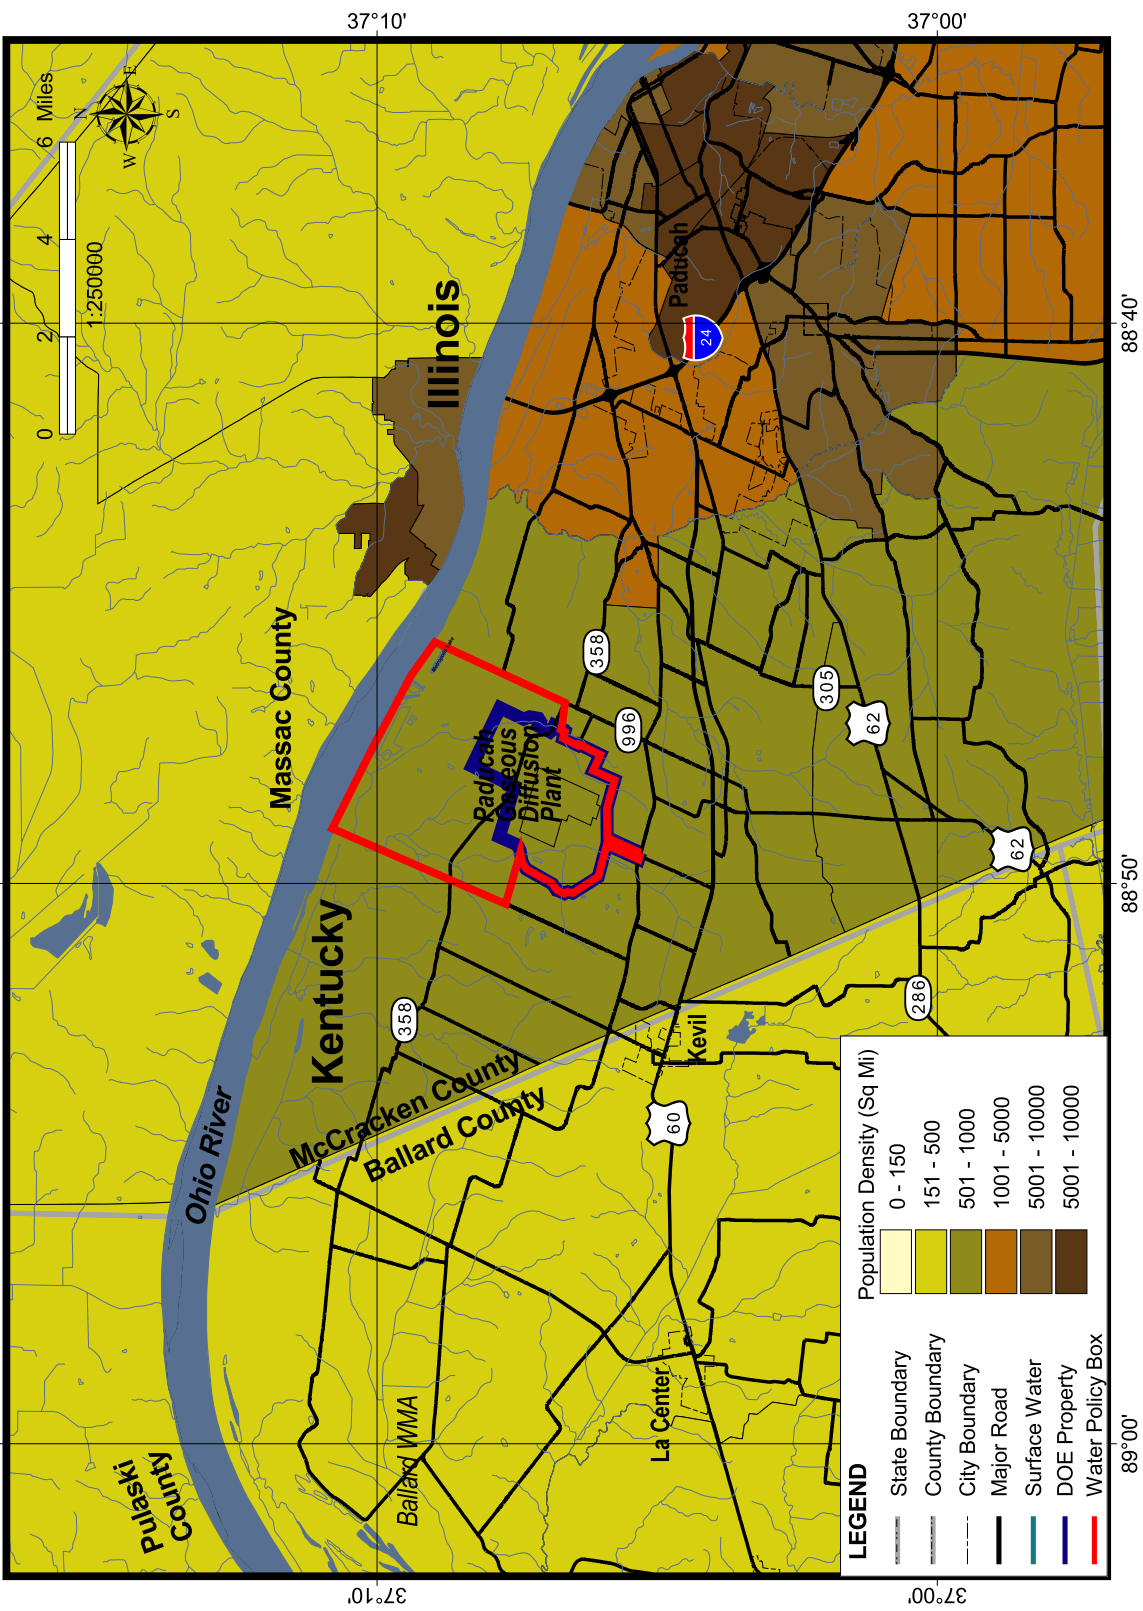 37°10'
37°00'
88°40'
88°50'
89°00'
37°10'
37°00'
0 2 4 6 Miles
1:250000
N
E
S
W
Illinois
Massac County
Kentucky
Ohio River
Pulaski
County
McCracken County
Ballard County
Ballard WMA
La Center
Kevil
Paducah
Paducah
Gaseous
Diffusion
Plant
24
358
358
996
305
62
62
286
60
LEGEND
State Boundary
County Boundary
City Boundary
Major Road
Surface Water
DOE Property
Water Policy Box
Population Density (Sq Mi)
0 - 150
151 - 500
501 - 1000
1001 - 5000
5001 - 10000
5001 - 10000